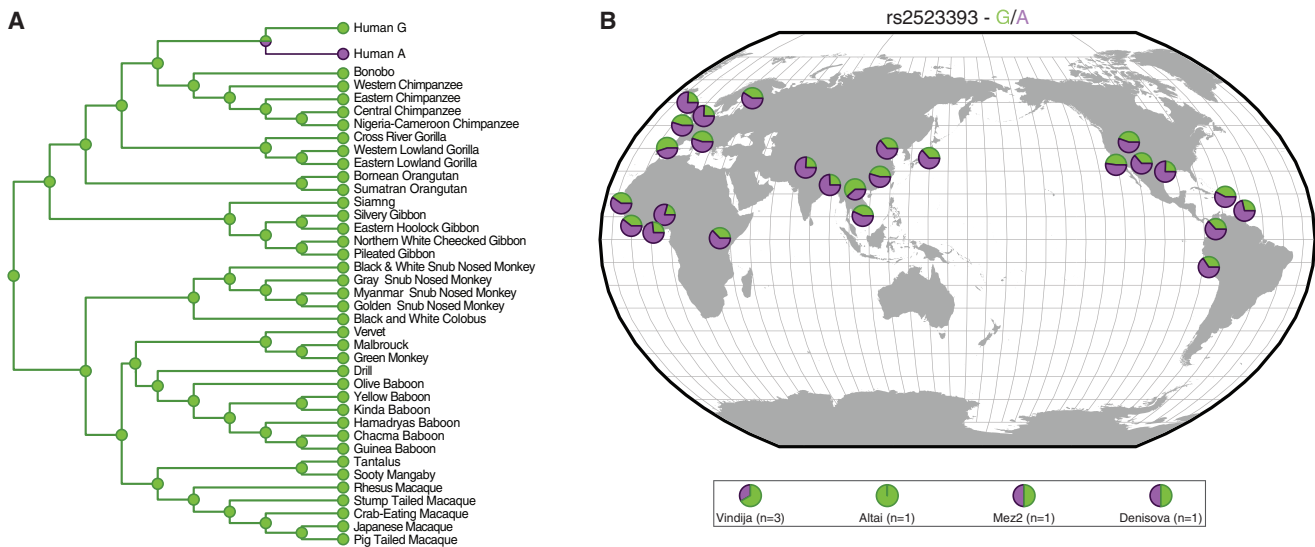 A
Human G
Human A
Bonobo
Western Chimpanzee
Eastern Chimpanzee
Central Chimpanzee
Nigeria-Cameroon Chimpanzee
Cross River Gorilla
Western Lowland Gorilla
Eastern Lowland Gorilla
Bornean Orangutan
Sumatran Orangutan
Siamng
Silvery Gibbon
Eastern Hoolock Gibbon
Northern White Cheecked Gibbon
Pileated Gibbon
Black & White Snub Nosed Monkey
Gray Snub Nosed Monkey
Myanmar Snub Nosed Monkey
Golden Snub Nosed Monkey
Black and White Colobus
Vervet
Malbrouck
Green Monkey
Drill
Olive Baboon
Yellow Baboon
Kinda Baboon
Hamadryas Baboon
Chacma Baboon
Guinea Baboon
Tantalus
Sooty Mangaby
Rhesus Macaque
Stump Tailed Macaque
Crab-Eating Macaque
Japanese Macaque
Pig Tailed Macaque
B
rs2523393 - G/A
Vindija (n=3)
Altai (n=1)
Mez2 (n=1)
Denisova (n=1)